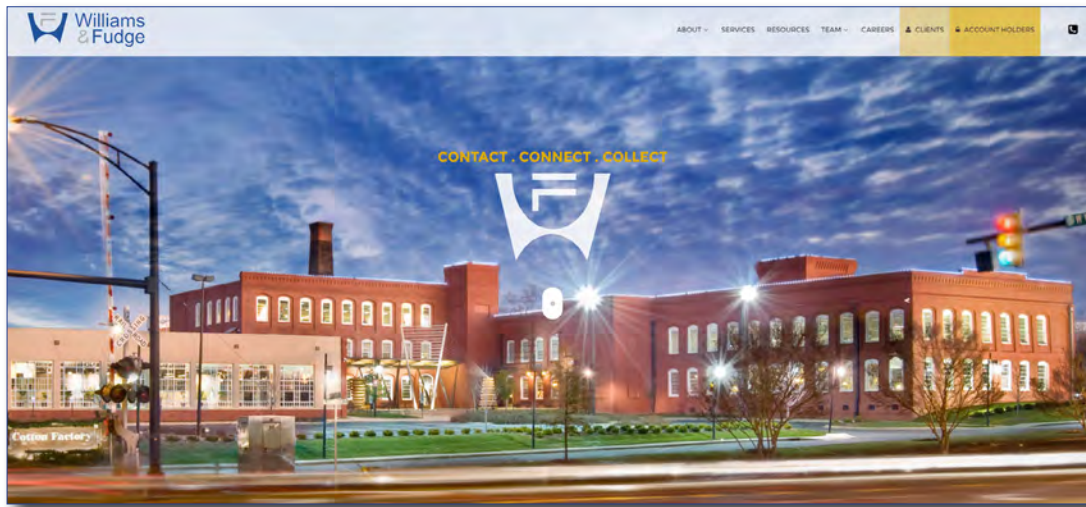 Williams
& Fudge
ABOUT
SERVICES
RESOURCES
TEAM
CAREERS
CLIENTS
ACCOUNT HOLDERS
CONTACT . CONNECT . COLLECT
Cotton Factory